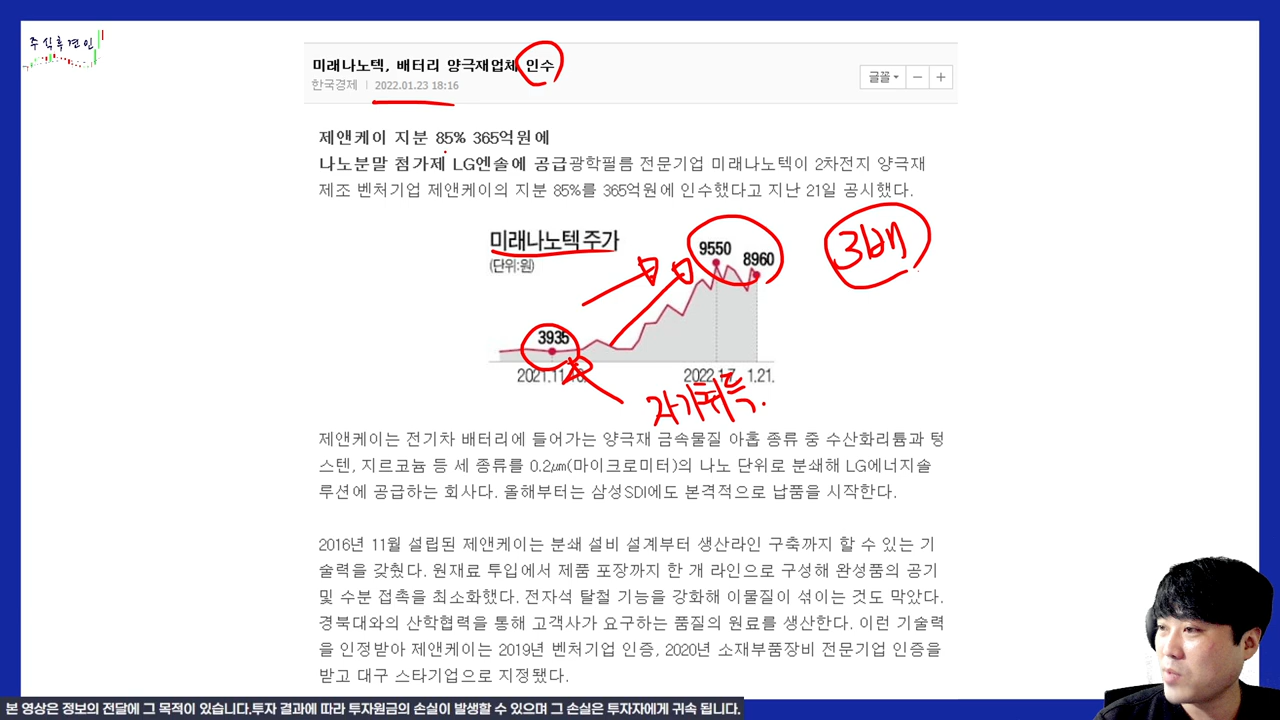 주식후견인
미래나노텍, 배터리 양극재업체 인수
한국경제 | 2022.01.23 18:16
글꼴 - +
제앤케이 지분 85% 365억원에
나노분말 첨가제 LG엔솔에 공급광학필름 전문기업 미래나노텍이 2차전지 양극재
제조 벤처기업 제앤케이의 지분 85%를 365억원에 인수했다고 지난 21일 공시했다.
미래나노텍 주가
(단위:원)
9550
8960
3배
3935
2021.11.10.
2022.1.7.
1.21.
자기취득.
제앤케이는 전기차 배터리에 들어가는 양극재 금속물질 아홉 종류 중 수산화리튬과 텅
스텐, 지르코늄 등 세 종류를 0.2㎛(마이크로미터)의 나노 단위로 분쇄해 LG에너지솔
루션에 공급하는 회사다. 올해부터는 삼성SDI에도 본격적으로 납품을 시작한다.
2016년 11월 설립된 제앤케이는 분쇄 설비 설계부터 생산라인 구축까지 할 수 있는 기
술력을 갖췄다. 원재료 투입에서 제품 포장까지 한 개 라인으로 구성해 완성품의 공기
및 수분 접촉을 최소화했다. 전자석 탈철 기능을 강화해 이물질이 섞이는 것도 막았다.
경북대와의 산학협력을 통해 고객사가 요구하는 품질의 원료를 생산한다. 이런 기술력
을 인정받아 제앤케이는 2019년 벤처기업 인증, 2020년 소재부품장비 전문기업 인증을
받고 대구 스타기업으로 지정됐다.
본 영상은 정보의 전달에 그 목적이 있습니다.투자 결과에 따라 투자원금의 손실이 발생할 수 있으며 그 손실은 투자자에게 귀속 됩니다.